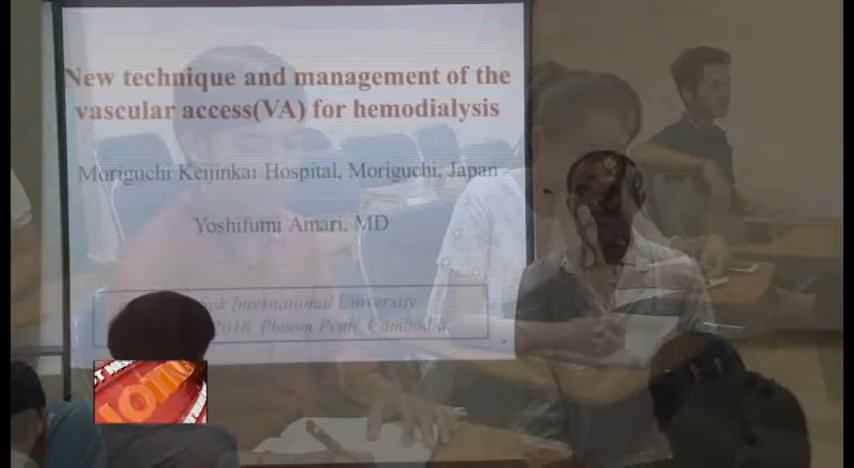 New technique and management of the
vascular access(VA) for hemodialysis
Moriguchi Keijinkai Hospital, Moriguchi, Japan
Yoshifumi Amari, MD
International University
2016 Phnom Penh Cambodia